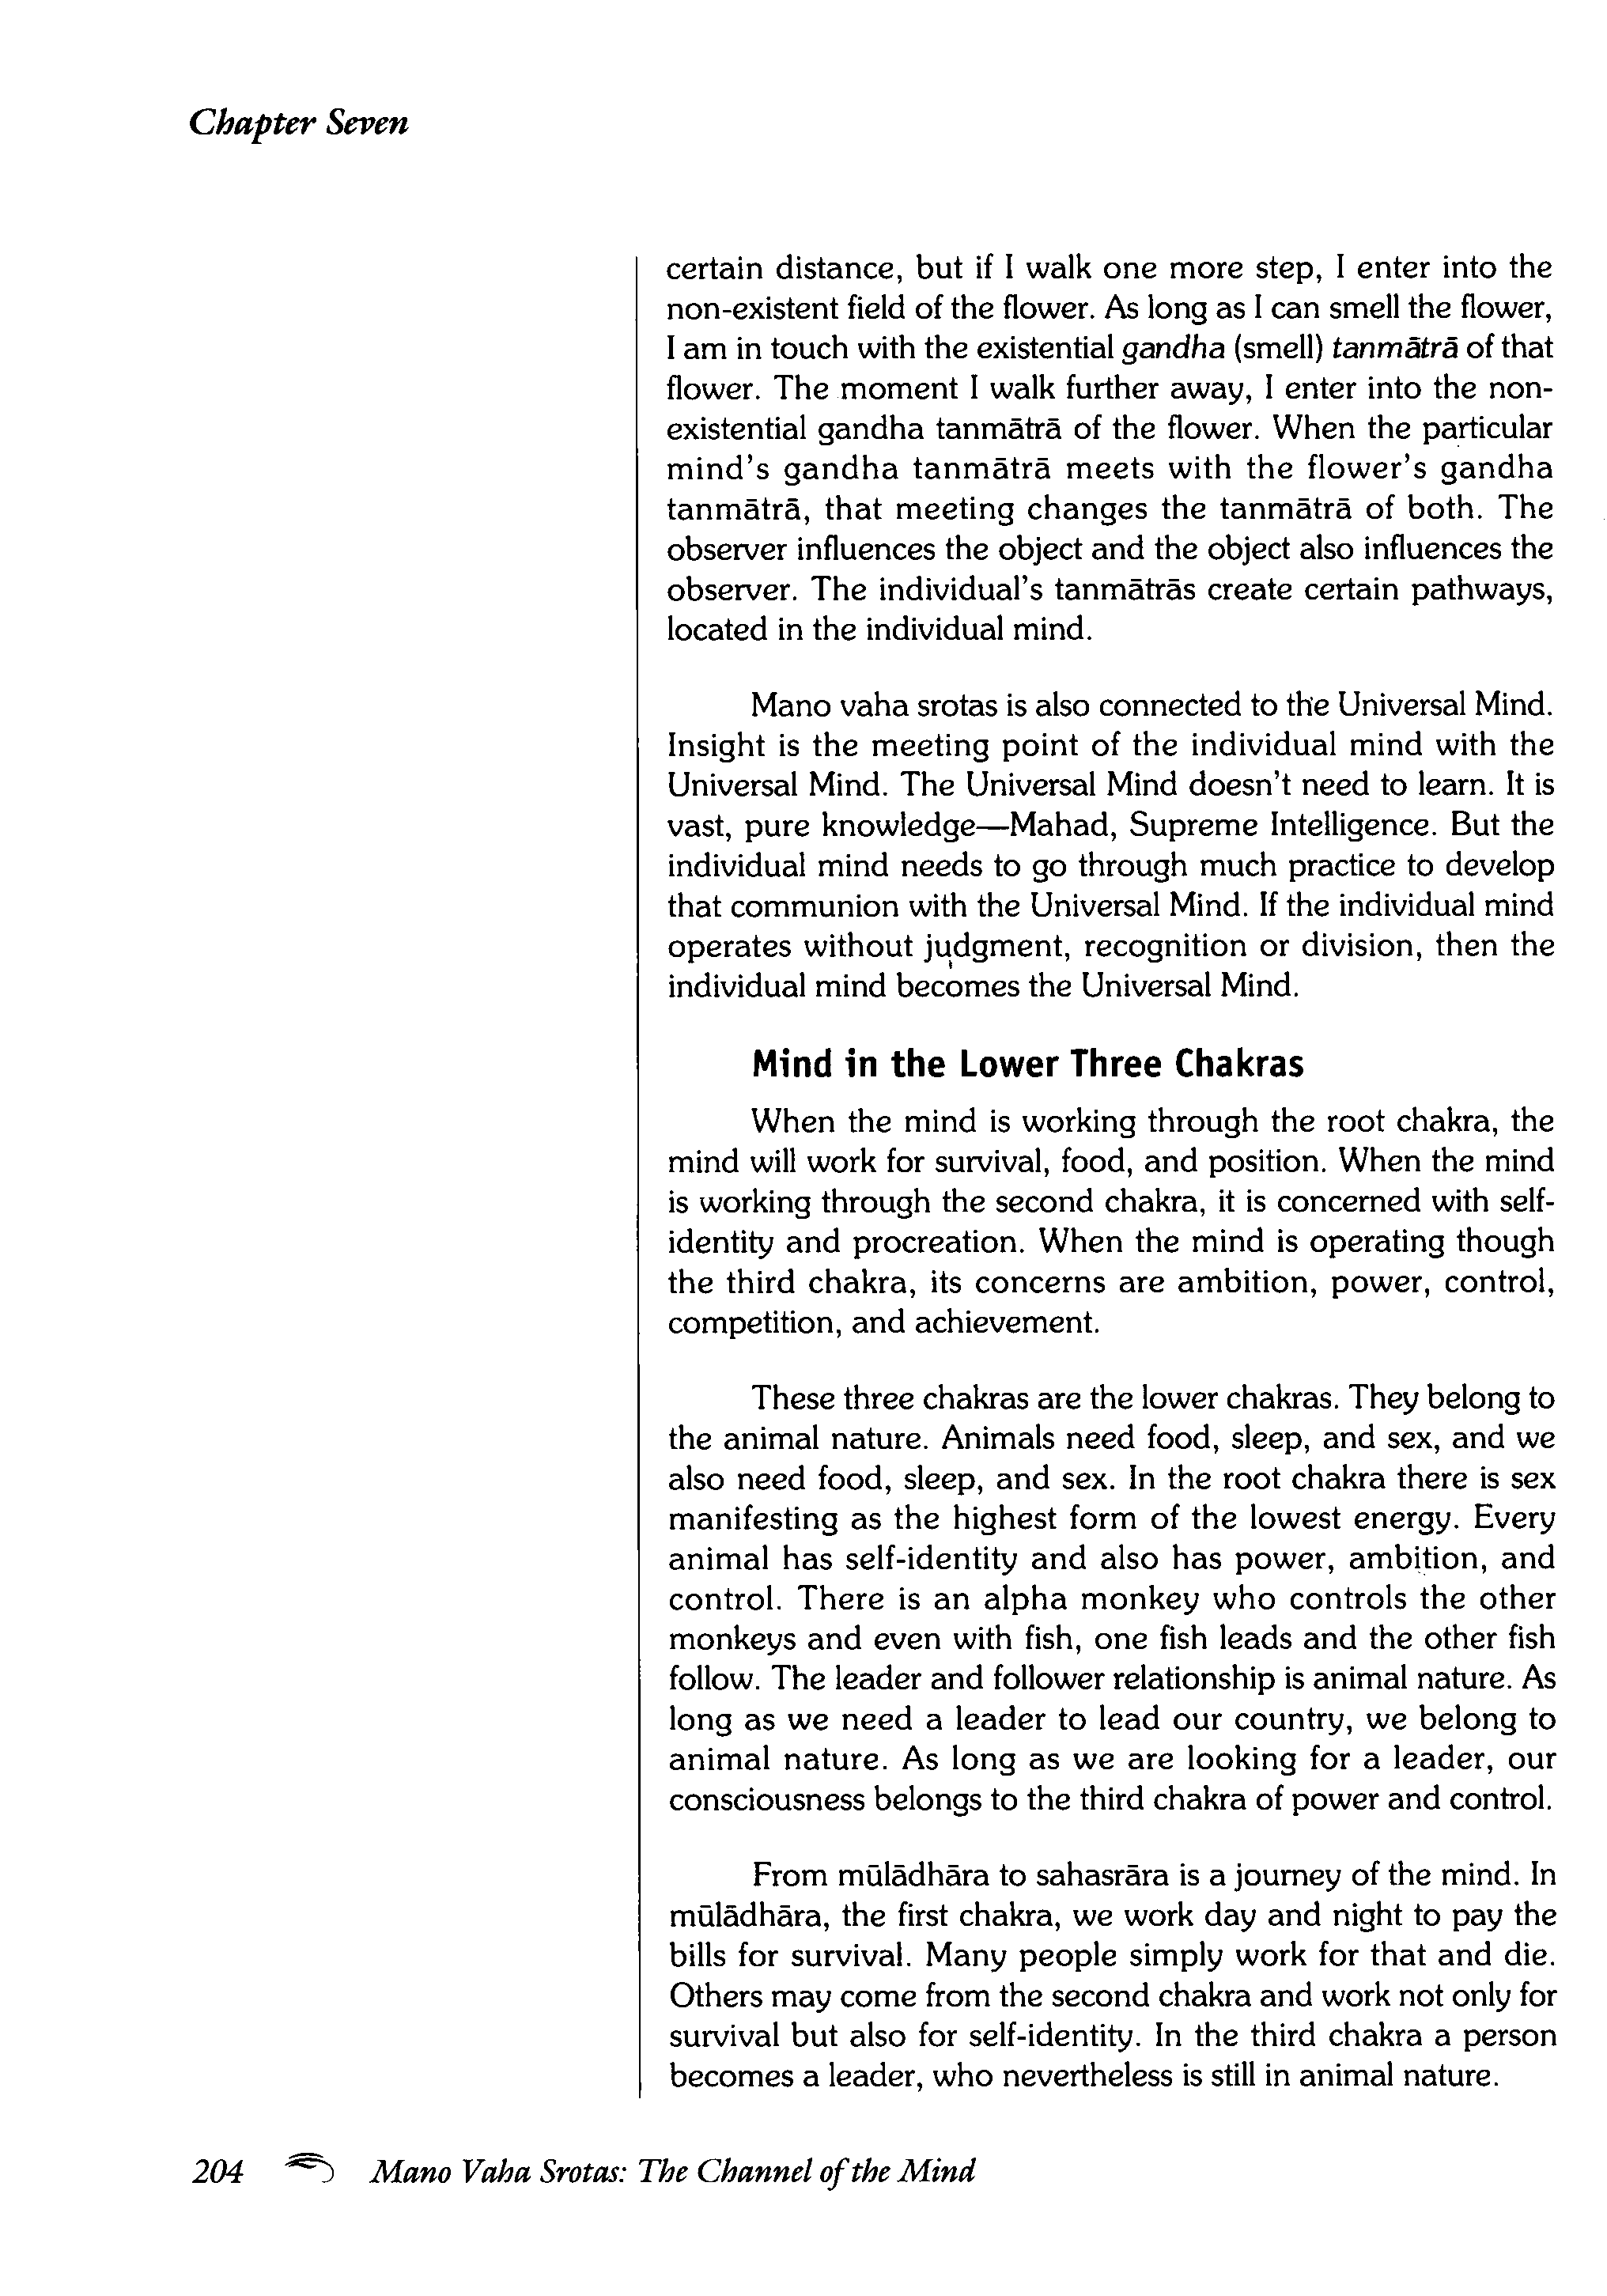 Chapter Seven
certain distance, but if I walk one more step, I enter into the
non-existent field of the flower. As long as I can smell the flower,
I am in touch with the existential gandha (smell) tanmātrā of that
flower. The moment I walk further away, I enter into the non-
existential gandha tanmātrā of the flower. When the particular
mind's gandha tanmātrā meets with the flower's gandha
tanmātrā, that meeting changes the tanmātrā of both. The
observer influences the object and the object also influences the
observer. The individual's tanmātrās create certain pathways,
located in the individual mind.
Mano vaha srotas is also connected to the Universal Mind.
Insight is the meeting point of the individual mind with the
Universal Mind. The Universal Mind doesn't need to learn. It is
vast, pure knowledge—Mahad, Supreme Intelligence. But the
individual mind needs to go through much practice to develop
that communion with the Universal Mind. If the individual mind
operates without judgment, recognition or division, then the
individual mind becomes the Universal Mind.
Mind in the Lower Three Chakras
When the mind is working through the root chakra, the
mind will work for survival, food, and position. When the mind
is working through the second chakra, it is concerned with self-
identity and procreation. When the mind is operating though
the third chakra, its concerns are ambition, power, control,
competition, and achievement.
These three chakras are the lower chakras. They belong to
the animal nature. Animals need food, sleep, and sex, and we
also need food, sleep, and sex. In the root chakra there is sex
manifesting as the highest form of the lowest energy. Every
animal has self-identity and also has power, ambition, and
control. There is an alpha monkey who controls the other
monkeys and even with fish, one fish leads and the other fish
follow. The leader and follower relationship is animal nature. As
long as we need a leader to lead our country, we belong to
animal nature. As long as we are looking for a leader, our
consciousness belongs to the third chakra of power and control.
From mūlādhāra to sahasrāra is a journey of the mind. In
mūlādhāra, the first chakra, we work day and night to pay the
bills for survival. Many people simply work for that and die.
Others may come from the second chakra and work not only for
survival but also for self-identity. In the third chakra a person
becomes a leader, who nevertheless is still in animal nature.
204 Mano Vaha Srotas: The Channel of the Mind